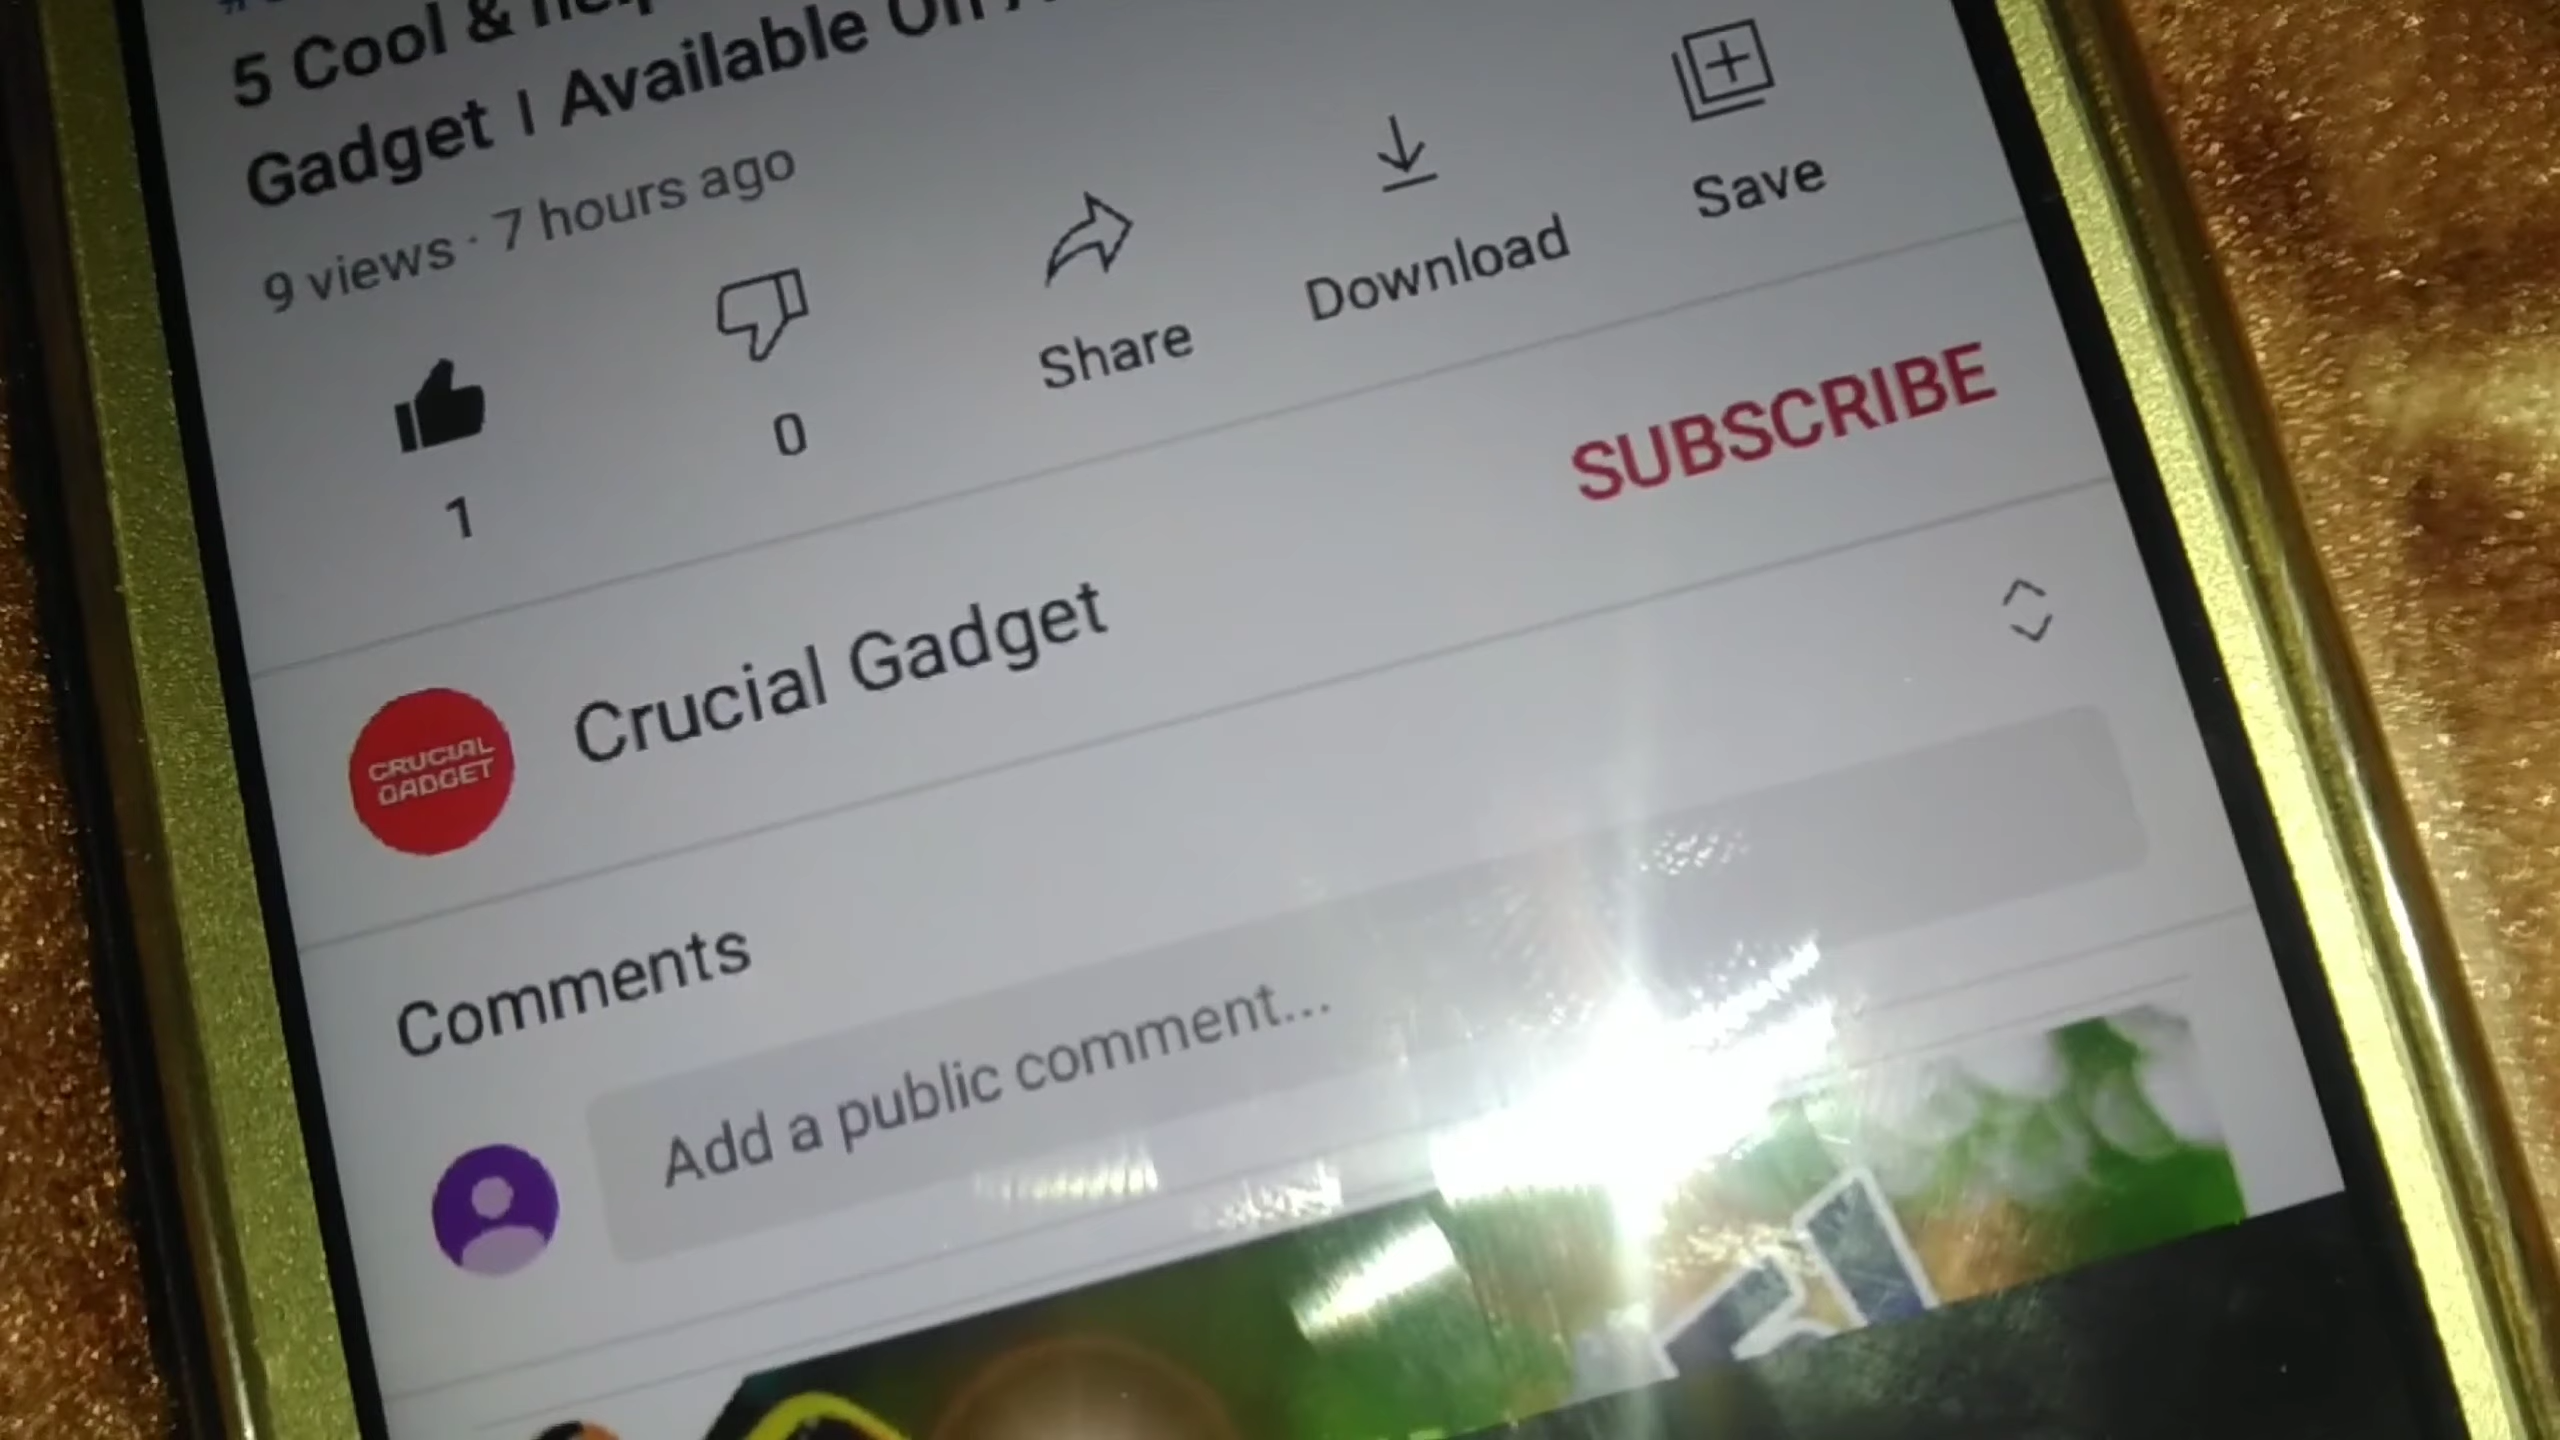 5 Cool &
Gadget | Available On
9 views · 7 hours ago
1
0
Share
Download
Save
CRUCIAL
GADGET
Crucial Gadget
SUBSCRIBE
Comments
Add a public comment...